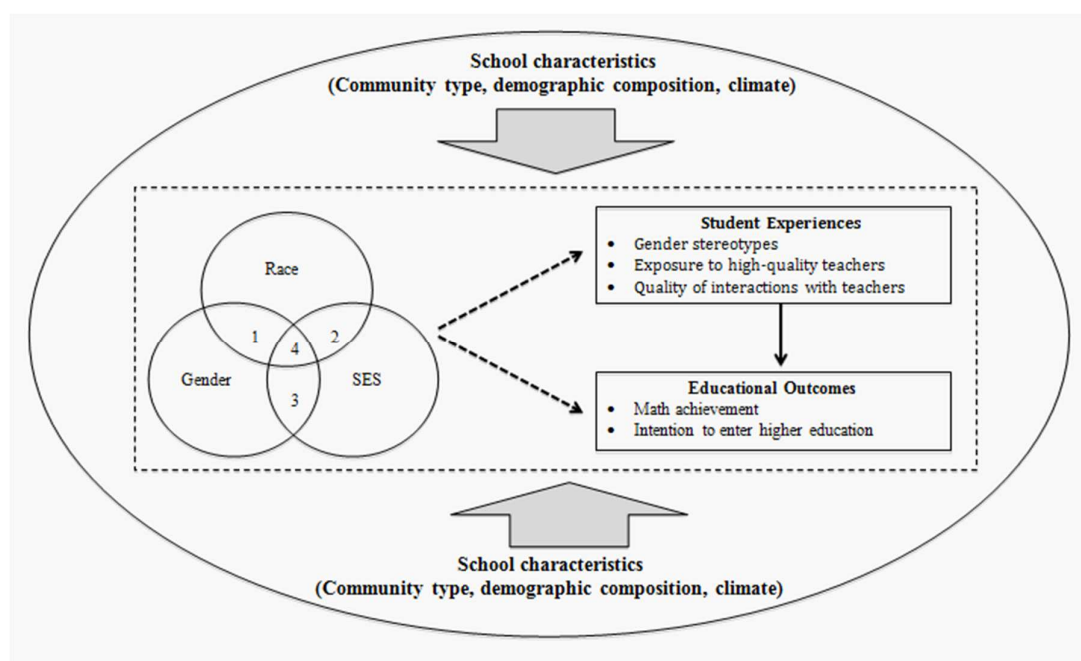 School characteristics
(Community type, demographic composition, climate)
Race
1
2
4
Gender
SES
3
Student Experiences
• Gender stereotypes
• Exposure to high-quality teachers
• Quality of interactions with teachers
Educational Outcomes
• Math achievement
• Intention to enter higher education
School characteristics
(Community type, demographic composition, climate)